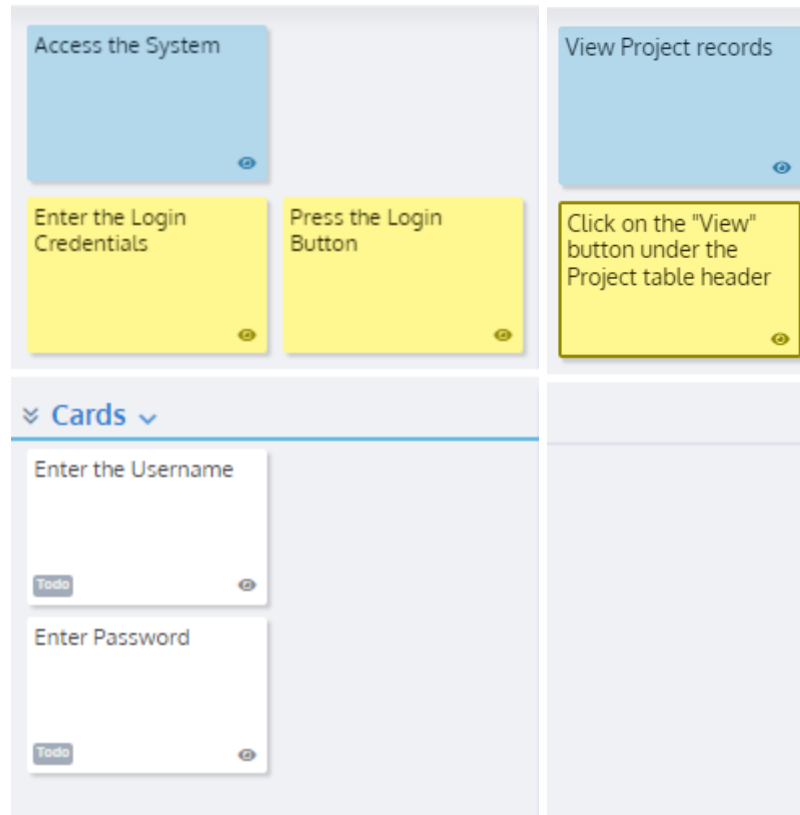 Access the System
View Project records
Enter the Login
Credentials
Press the Login
Button
Click on the "View"
button under the
Project table header
Cards
Enter the Username
Todo
Enter Password
Todo